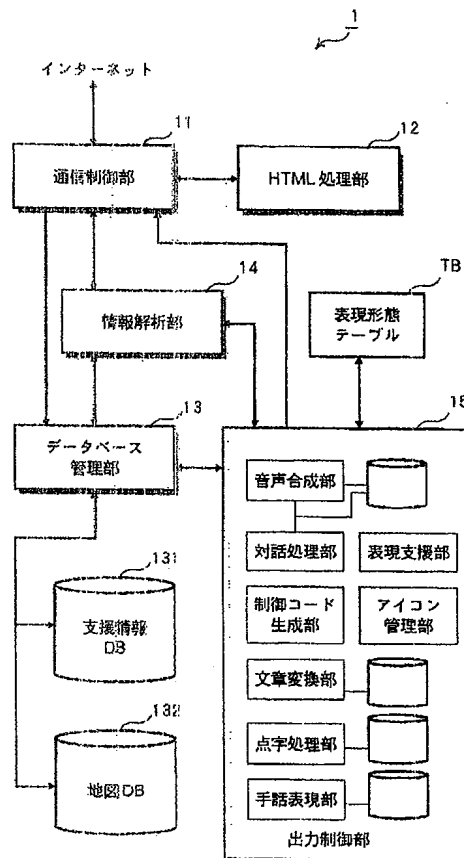 1
インターネット
11
12
通信制御部
HTML処理部
14
TB
情報解析部
表現形態
テーブル
13
15
データベース
管理部
音声合成部
対話処理部
表現支援部
131
支援情報
DB
制御コード
生成部
アイコン
管理部
文章変換部
132
点字処理部
地図DB
手話表現部
出力制御部